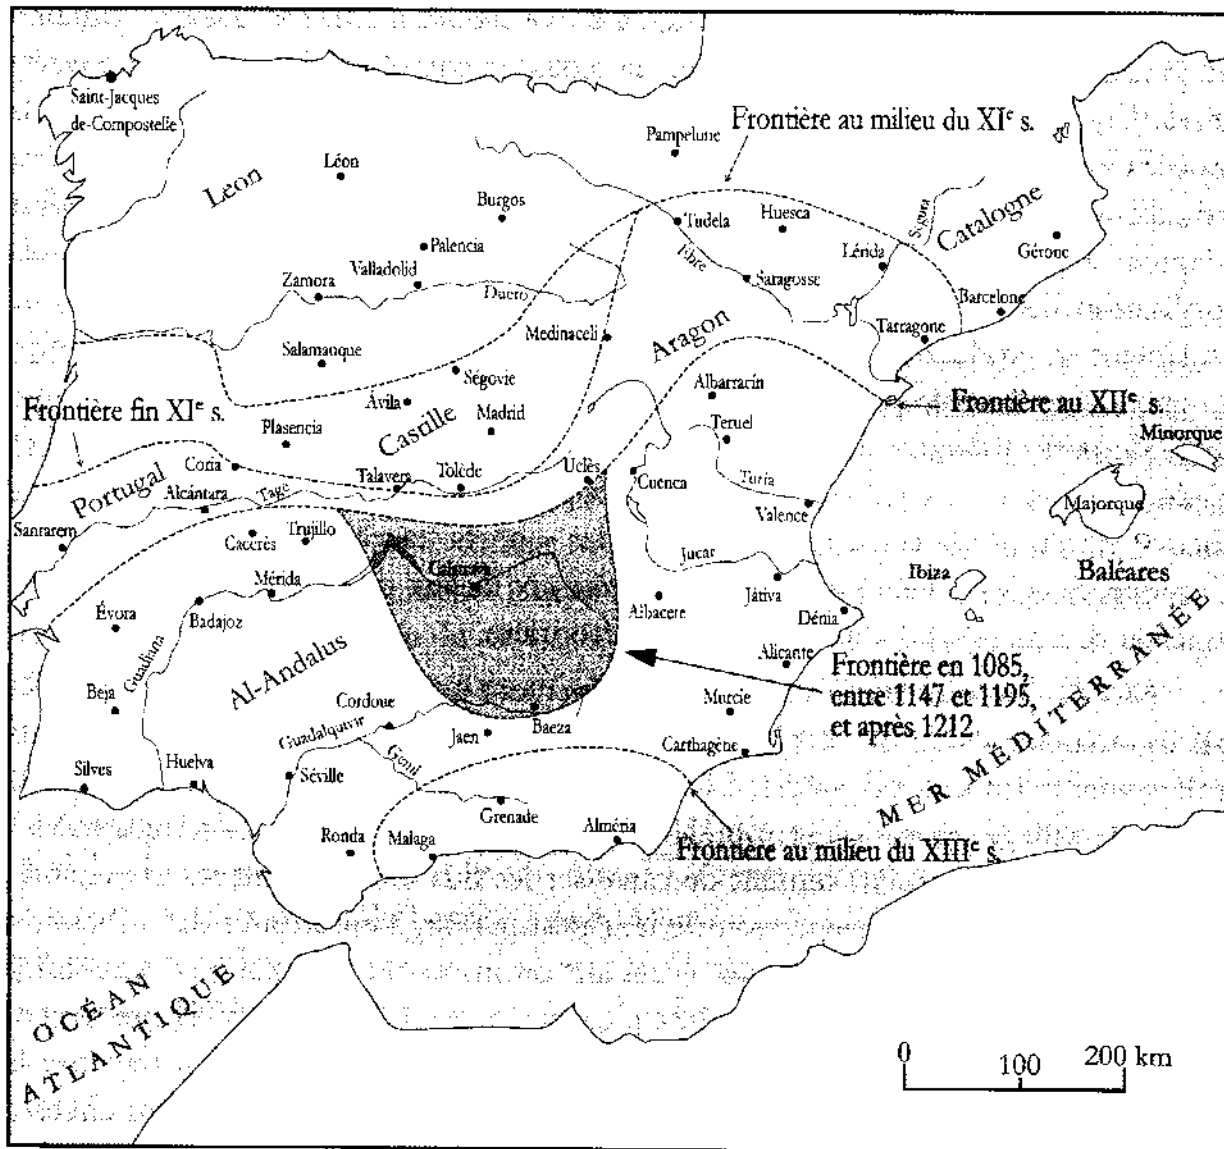 Saint-Jacques
de-Compostelle
Léon
Léon
Pampelune
Frontière au milieu du XIe s.
Burgos
Palencia
Valladolid
Zamora
Duero
Tudela
Huesca
Èbre
Saragosse
Lérida
Segura
Catalogne
Gérone
Barcelone
Tarragone
Medinaceli
Aragon
Salamanque
Ségovie
Ávila
Castille
Madrid
Frontière fin XIe s.
Plasencia
Albarracín
Teruel
Frontière au XIIe s.
Minorque
Majorque
Baléares
Ibiza
Coria
Portugal
Alcántara
Tage
Talavera
Tolède
Uclès
Cuenca
Turia
Valence
Santarem
Cacerès
Trujillo
Jucar
Mérida
Badajoz
Játiva
Albacete
Dénia
Évora
Guadiana
Al-Andalus
Beja
Alicante
Frontière en 1085,
entre 1147 et 1195,
et après 1212
Cordoue
Guadalquivir
Jaen
Baeza
Murcie
Carthagène
Silves
Huelva
Séville
Genil
Grenade
Ronda
Malaga
Alméria
Frontière au milieu du XIIIe s.
MER MÉDITERRANÉE
OCÉAN
ATLANTIQUE
0 100 200 km